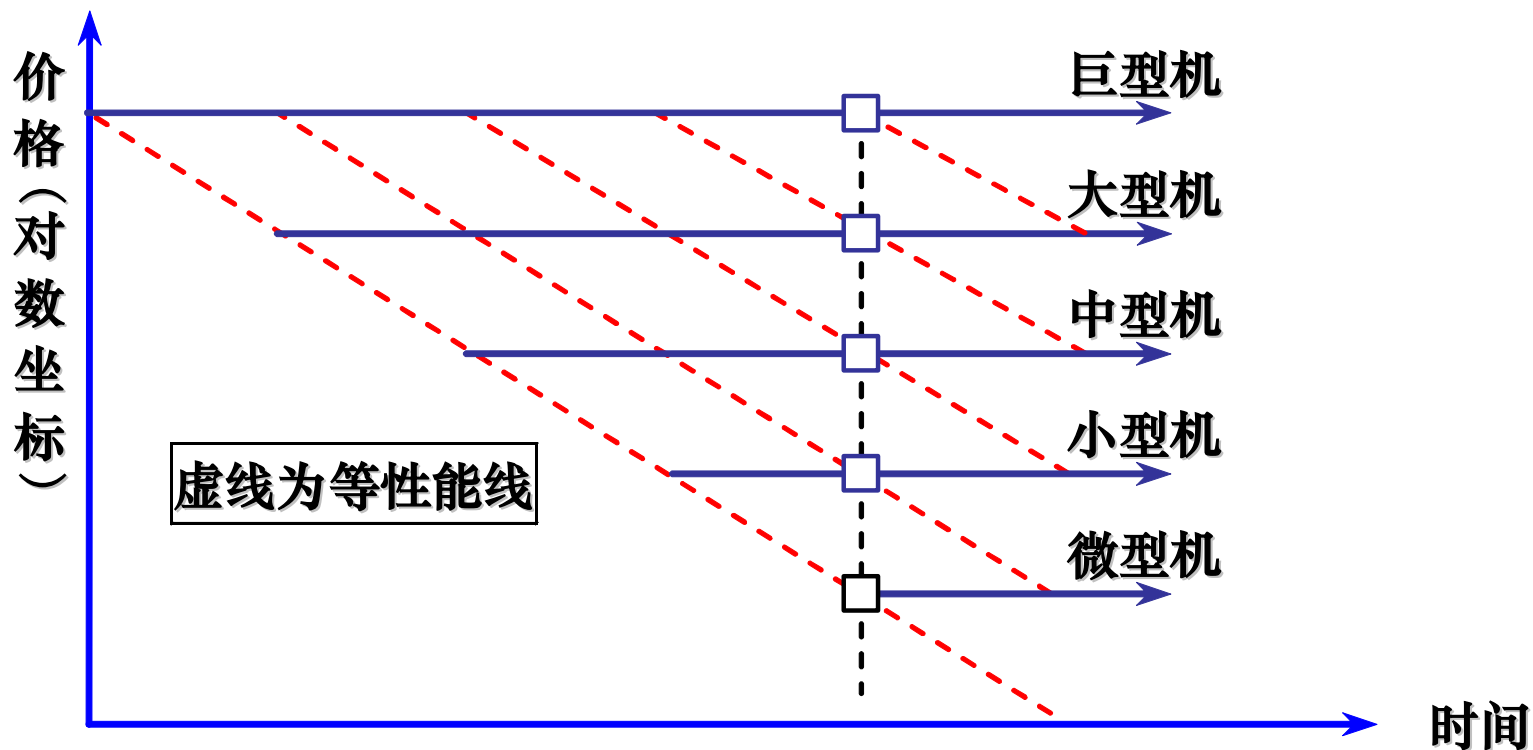 价格（对数坐标）
巨型机
大型机
中型机
小型机
虚线为等性能线
微型机
时间